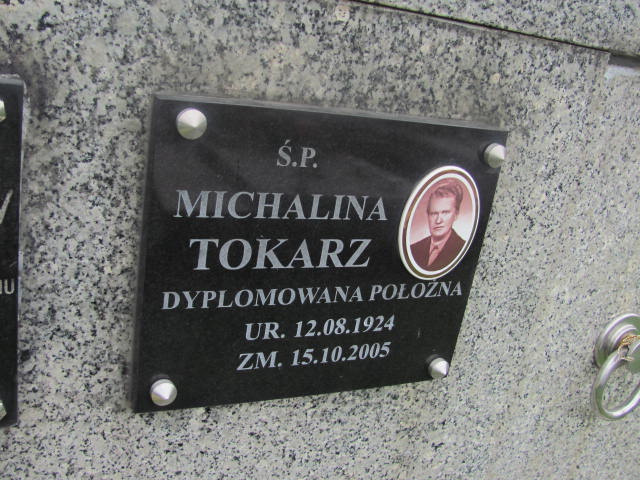 Ś.P.
MICHALINA
TOKARZ
DYPLOMOWANA POŁOŻNA
UR. 12.08.1924
ZM. 15.10.2005